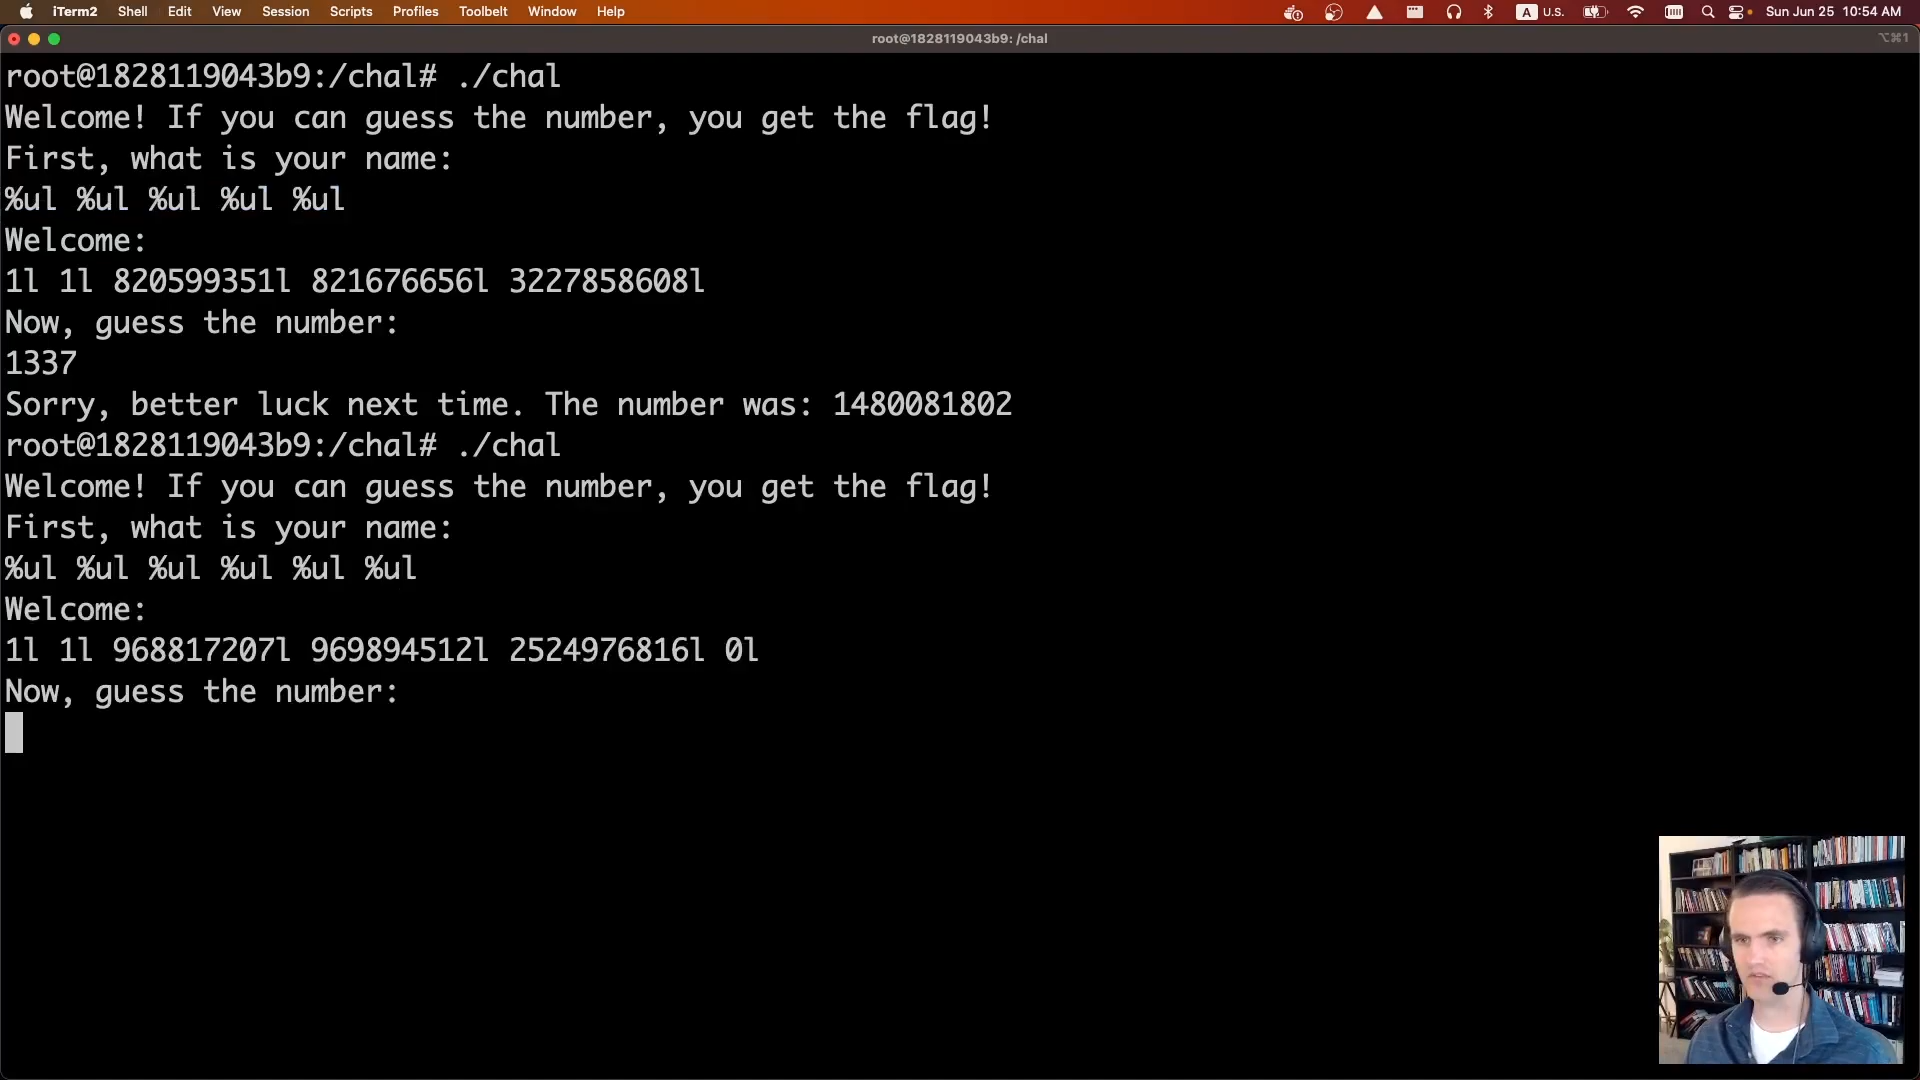 iTerm2 Shell Edit View Session Scripts Profiles Toolbelt Window Help A U.S. Sun Jun 25 10:54 AM
root@1828119043b9: /chal ⌥⌘1
root@1828119043b9:/chal# ./chal
Welcome! If you can guess the number, you get the flag!
First, what is your name:
%ul %ul %ul %ul %ul
Welcome:
1l 1l 820599351l 821676656l 3227858608l
Now, guess the number:
1337
Sorry, better luck next time. The number was: 1480081802
root@1828119043b9:/chal# ./chal
Welcome! If you can guess the number, you get the flag!
First, what is your name:
%ul %ul %ul %ul %ul %ul
Welcome:
1l 1l 968817207l 969894512l 2524976816l 0l
Now, guess the number: